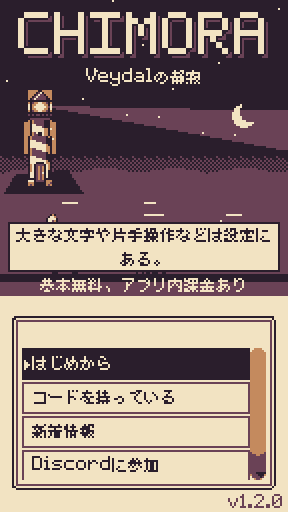 CHIMORA
Veydalの探索
大きな文字や片手操作などは設定に
ある。
基本無料、アプリ内課金あり
はじめから
コードを持っている
新着情報
Discordに参加
v1.2.0